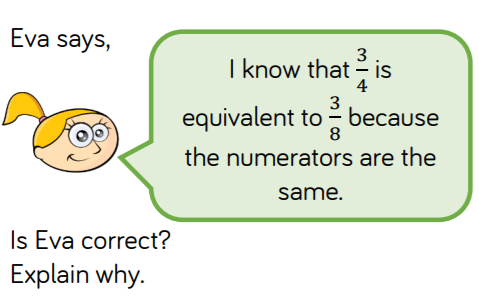 Eva says,
I know that 3/4 is
equivalent to 3/8 because
the numerators are the
same.
Is Eva correct?
Explain why.